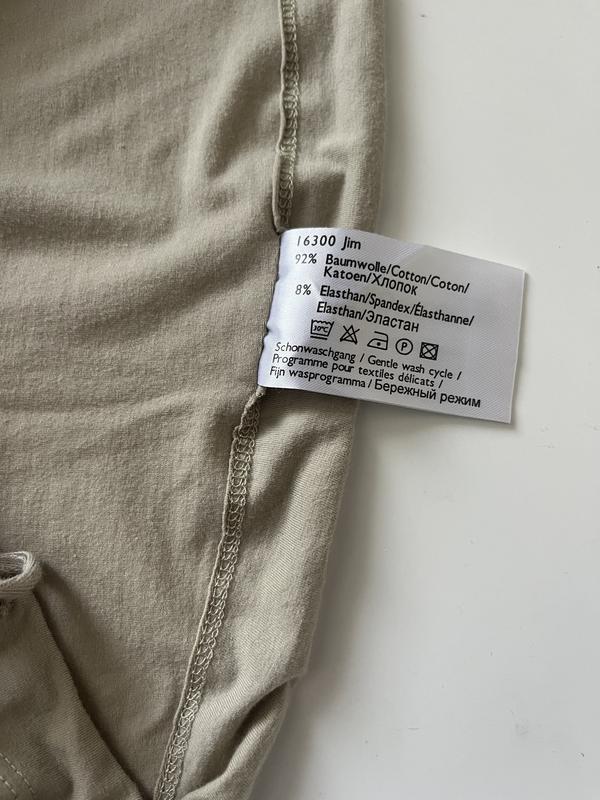 16300 Jim
92% Baumwolle/Cotton/Coton/
Katoen/Хлопок
8% Elasthan/Spandex/Élasthanne/
Elasthan/Эластан
30°C P
Schonwaschgang / Gentle wash cycle /
Programme pour textiles délicats /
Fijn wasprogramma / Бережный режим